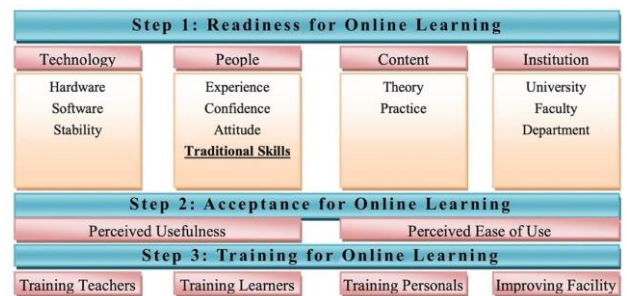 Step 1: Readiness for Online Learning
Technology
People
Content
Institution
Hardware
Software
Stability
Experience
Confidence
Attitude
Traditional Skills
Theory
Practice
University
Faculty
Department
Step 2: Acceptance for Online Learning
Perceived Usefulness
Perceived Ease of Use
Step 3: Training for Online Learning
Training Teachers
Training Learners
Training Personals
Improving Facility